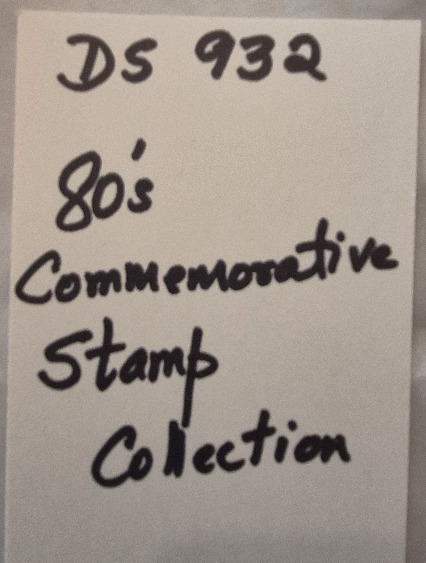 DS 932
80's
Commemorative
Stamp
Collection